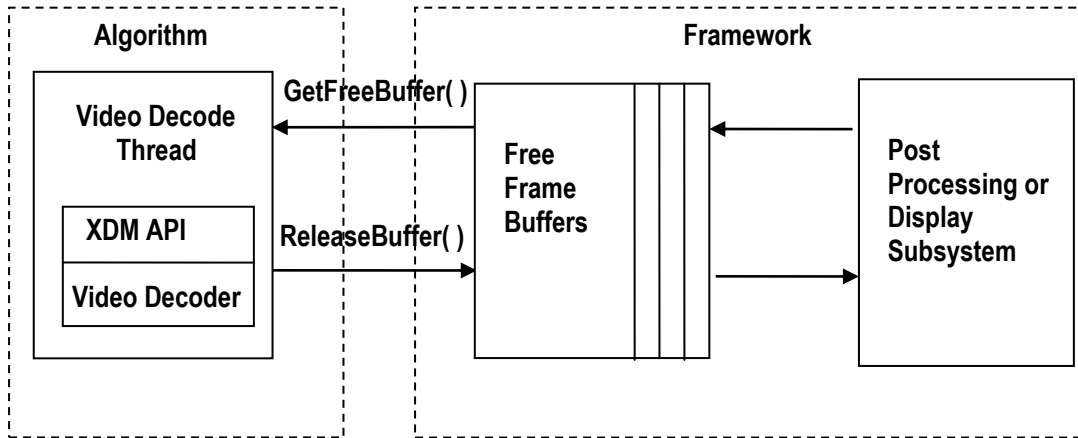 Algorithm
Framework
Video Decode
Thread
XDM API
Video Decoder
GetFreeBuffer( )
ReleaseBuffer( )
Free
Frame
Buffers
Post
Processing or
Display
Subsystem